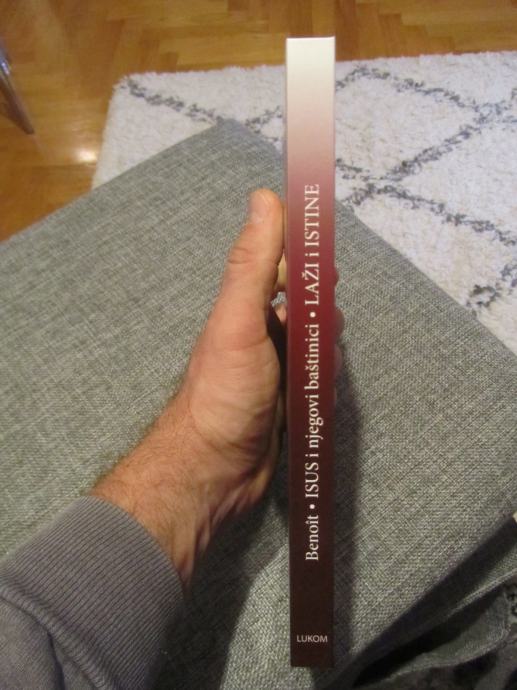 Benoît • ISUS i njegovi baštinici • LAŽI i ISTINE
LUKOM